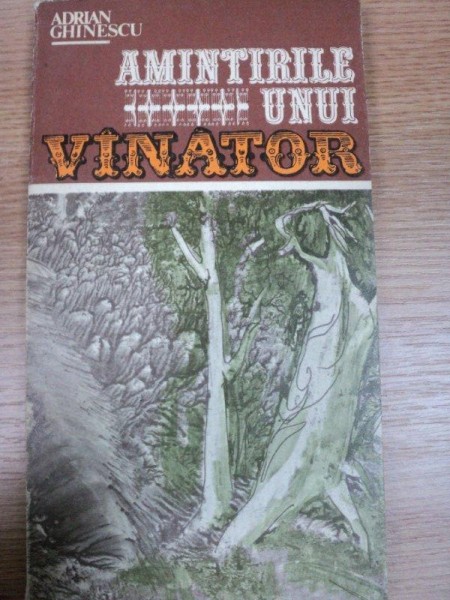 ADRIAN
GHINESCU
AMINTIRILE
UNUI
VÎNATOR